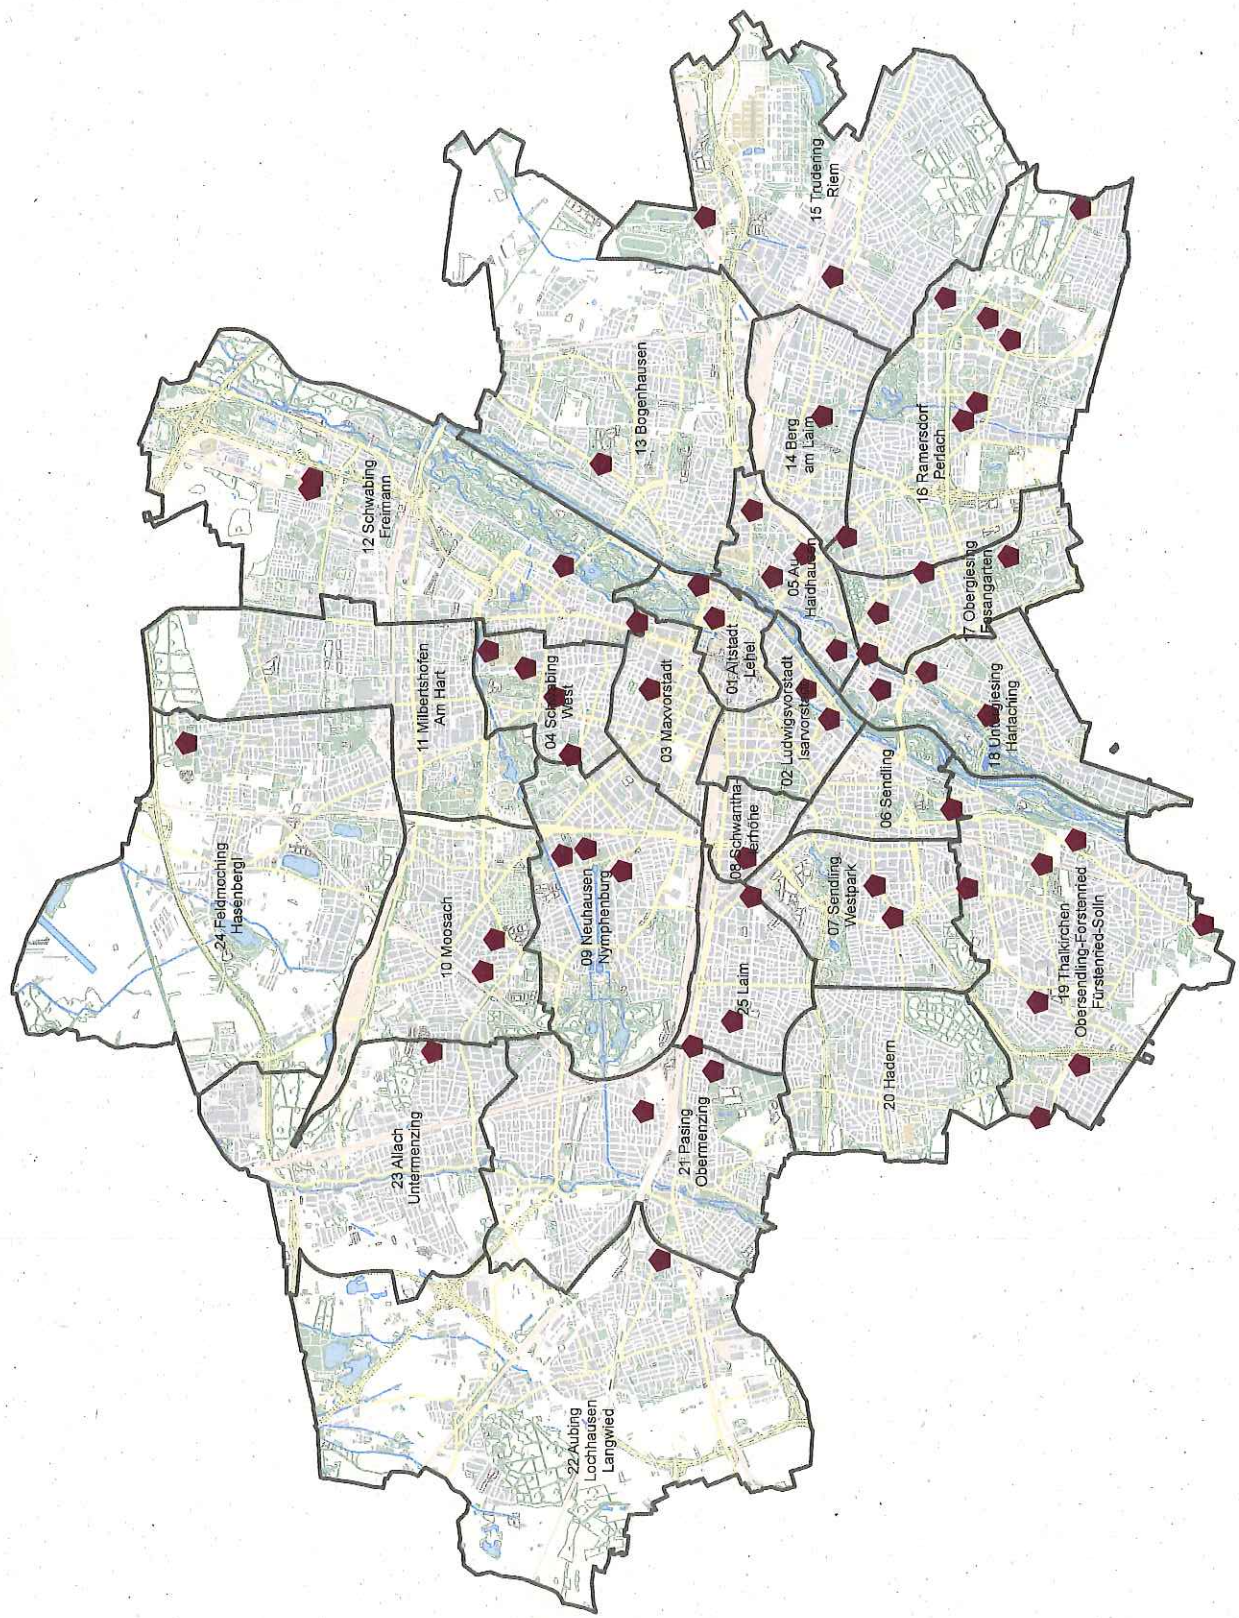 24 Feldmoching
Hasenbergl
23 Allach
Untermenzing
22 Aubing
Lochhausen
Langwied
21 Pasing
Obermenzing
10 Moosach
11 Milbertshofen
Am Hart
12 Schwabing
Freimann
09 Neuhausen
Nymphenburg
04 Schwabing
West
03 Maxvorstadt
13 Bogenhausen
01 Altstadt
Lehel
02 Ludwigsvorstadt
Isarvorstadt
08 Schwantha-
lerhöhe
25 Laim
05 Au
Haidhausen
14 Berg
am Laim
15 Trudering
Riem
16 Ramersdorf
Perlach
17 Obergiesing
Fasangarten
18 Untergiesing
Harlaching
06 Sendling
07 Sendling
Westpark
20 Hadern
19 Thalkirchen
Obersendling-Forstenried
Fürstenried-Solln